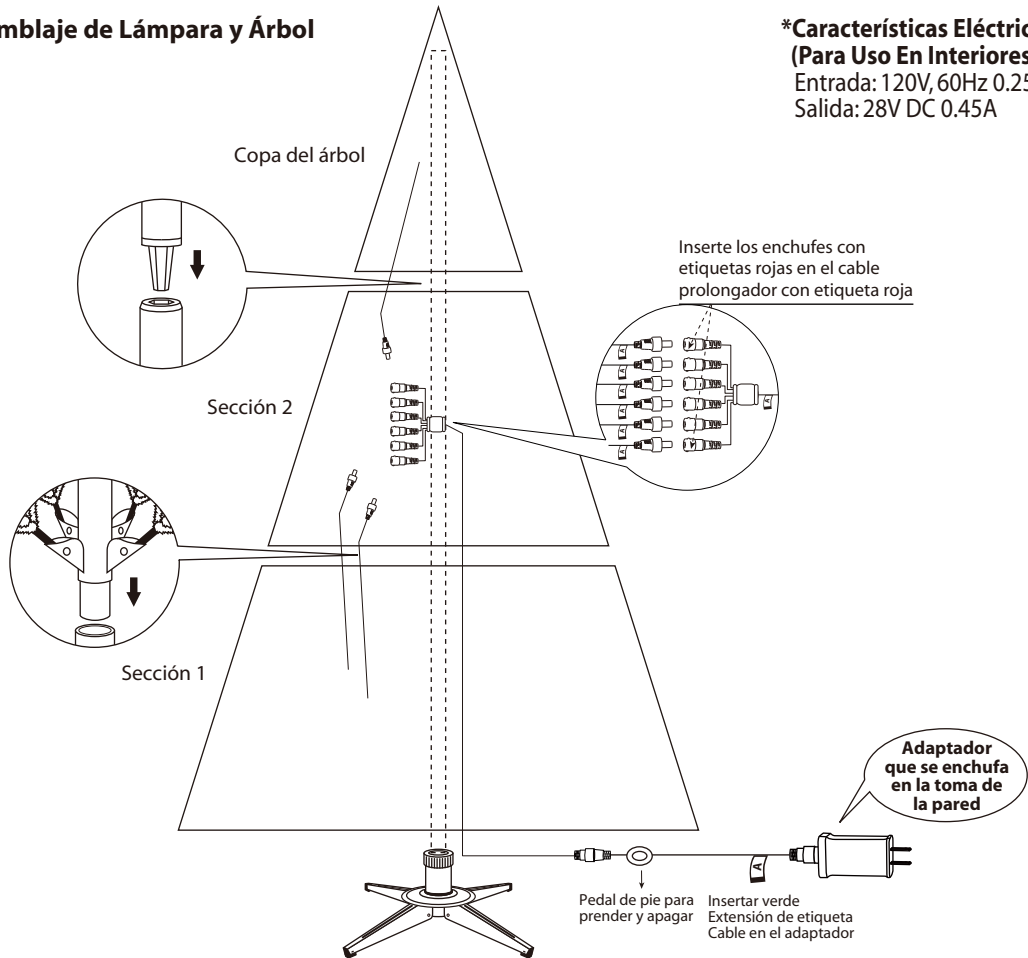 mblaje de Lámpara y Árbol
*Características Eléctric
(Para Uso En Interiores
Entrada: 120V, 60Hz 0.25
Salida: 28V DC 0.45A
Copa del árbol
Inserte los enchufes con
etiquetas rojas en el cable
prolongador con etiqueta roja
A
A
A
A
A
A
A
Sección 2
Sección 1
Adaptador
que se enchufa
en la toma de
la pared
A
Pedal de pie para
prender y apagar
Insertar verde
Extensión de etiqueta
Cable en el adaptador